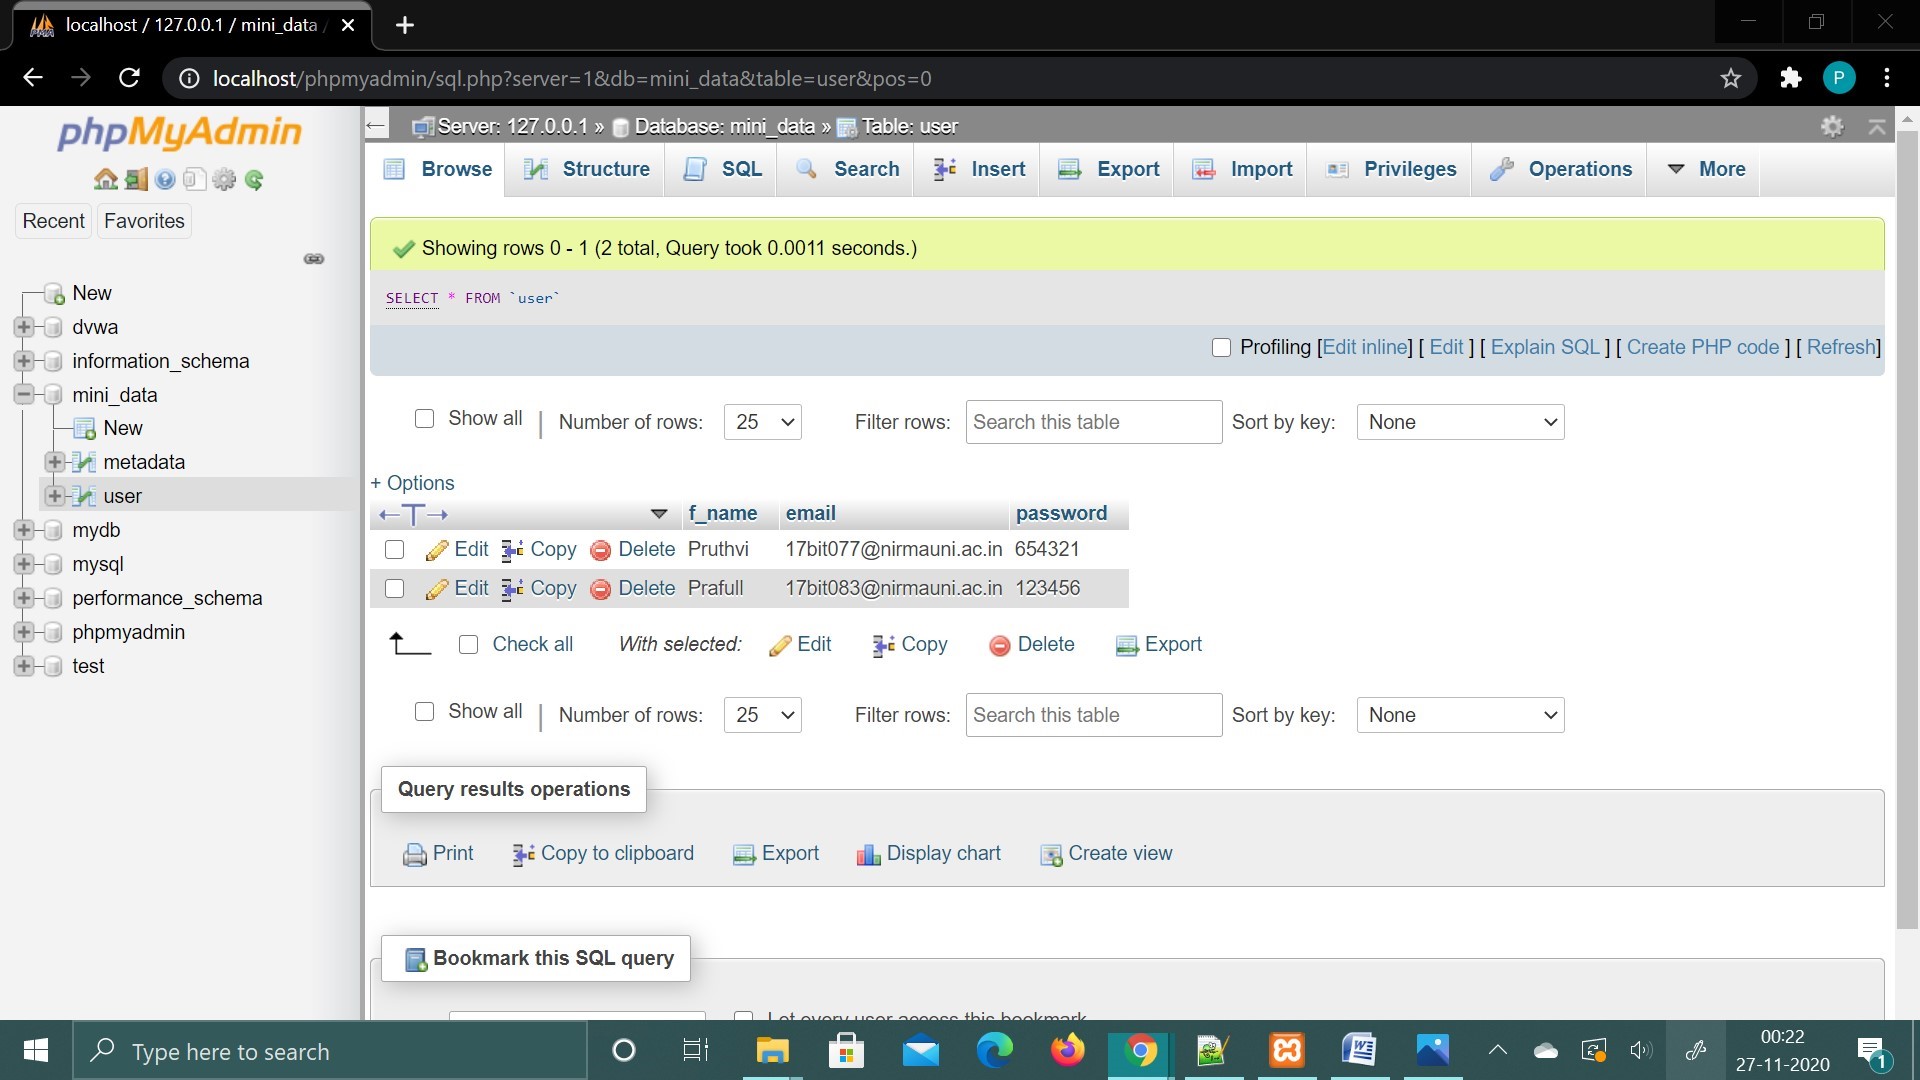 localhost / 127.0.0.1 / mini_data
localhost/phpmyadmin/sql.php?server=1&db=mini_data&table=user&pos=0
P
phpMyAdmin
Recent Favorites
New
dvwa
information_schema
mini_data
New
metadata
user
mydb
mysql
performance_schema
phpmyadmin
test
Server: 127.0.0.1 » Database: mini_data » Table: user
Browse Structure SQL Search Insert Export Import Privileges Operations More
Showing rows 0 - 1 (2 total, Query took 0.0011 seconds.)
SELECT * FROM `user`
Profiling [Edit inline] [ Edit ] [ Explain SQL ] [ Create PHP code ] [ Refresh]
Show all | Number of rows: 25 Filter rows: Search this table Sort by key: None
+ Options
←T→ f_name email password
Edit Copy Delete Pruthvi 17bit077@nirmauni.ac.in 654321
Edit Copy Delete Prafull 17bit083@nirmauni.ac.in 123456
Check all With selected: Edit Copy Delete Export
Show all | Number of rows: 25 Filter rows: Search this table Sort by key: None
Query results operations
Print Copy to clipboard Export Display chart Create view
Bookmark this SQL query
Let every user access this bookmark
Type here to search
00:22
27-11-2020
1